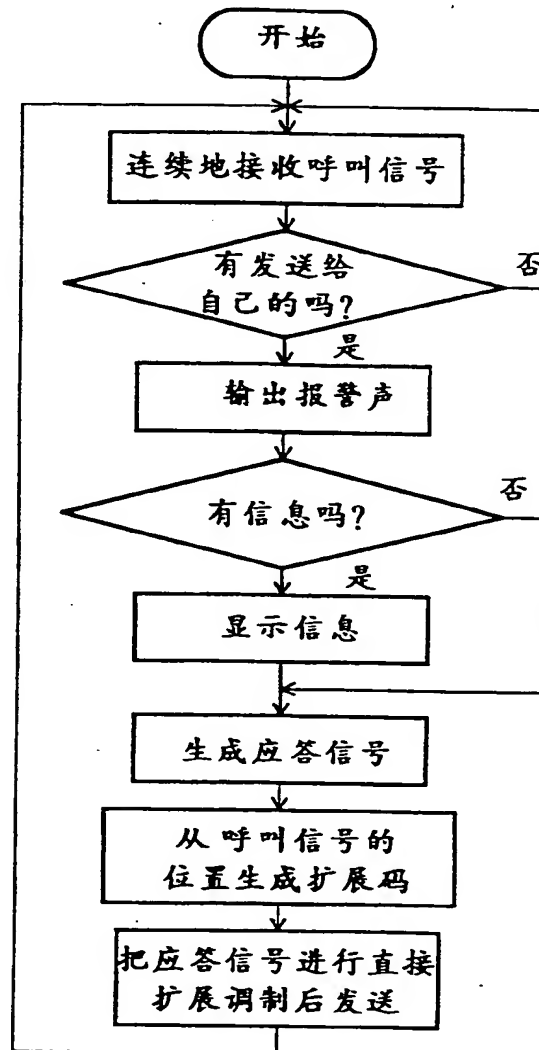 开始
连续地接收呼叫信号
有发送给
自己的吗?
否
是
输出报警声
有信息吗?
否
是
显示信息
生成应答信号
从呼叫信号的
位置生成扩展码
把应答信号进行直接
扩展调制后发送